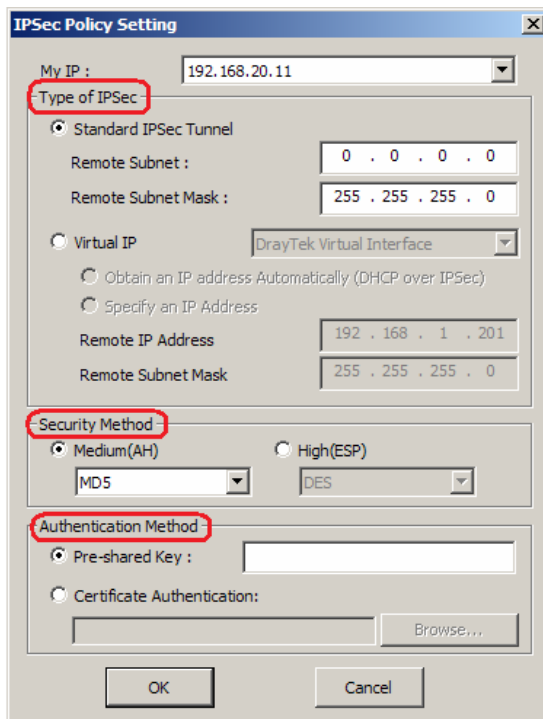 IPSec Policy Setting
My IP : 192.168.20.11
Type of IPSec
Standard IPSec Tunnel
Remote Subnet : 0 . 0 . 0 . 0
Remote Subnet Mask : 255 . 255 . 255 . 0
Virtual IP DrayTek Virtual Interface
Obtain an IP address Automatically (DHCP over IPSec)
Specify an IP Address
Remote IP Address 192 . 168 . 1 . 201
Remote Subnet Mask 255 . 255 . 255 . 0
Security Method
Medium(AH) High(ESP)
MD5 DES
Authentication Method
Pre-shared Key :
Certificate Authentication:
Browse...
OK Cancel